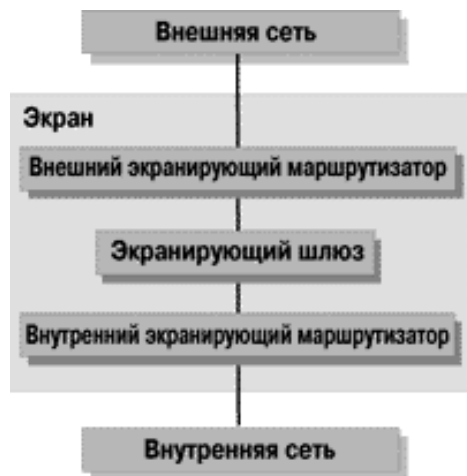 Внешняя сеть
Экран
Внешний экранирующий маршрутизатор
Экранирующий шлюз
Внутренний экранирующий маршрутизатор
Внутренняя сеть